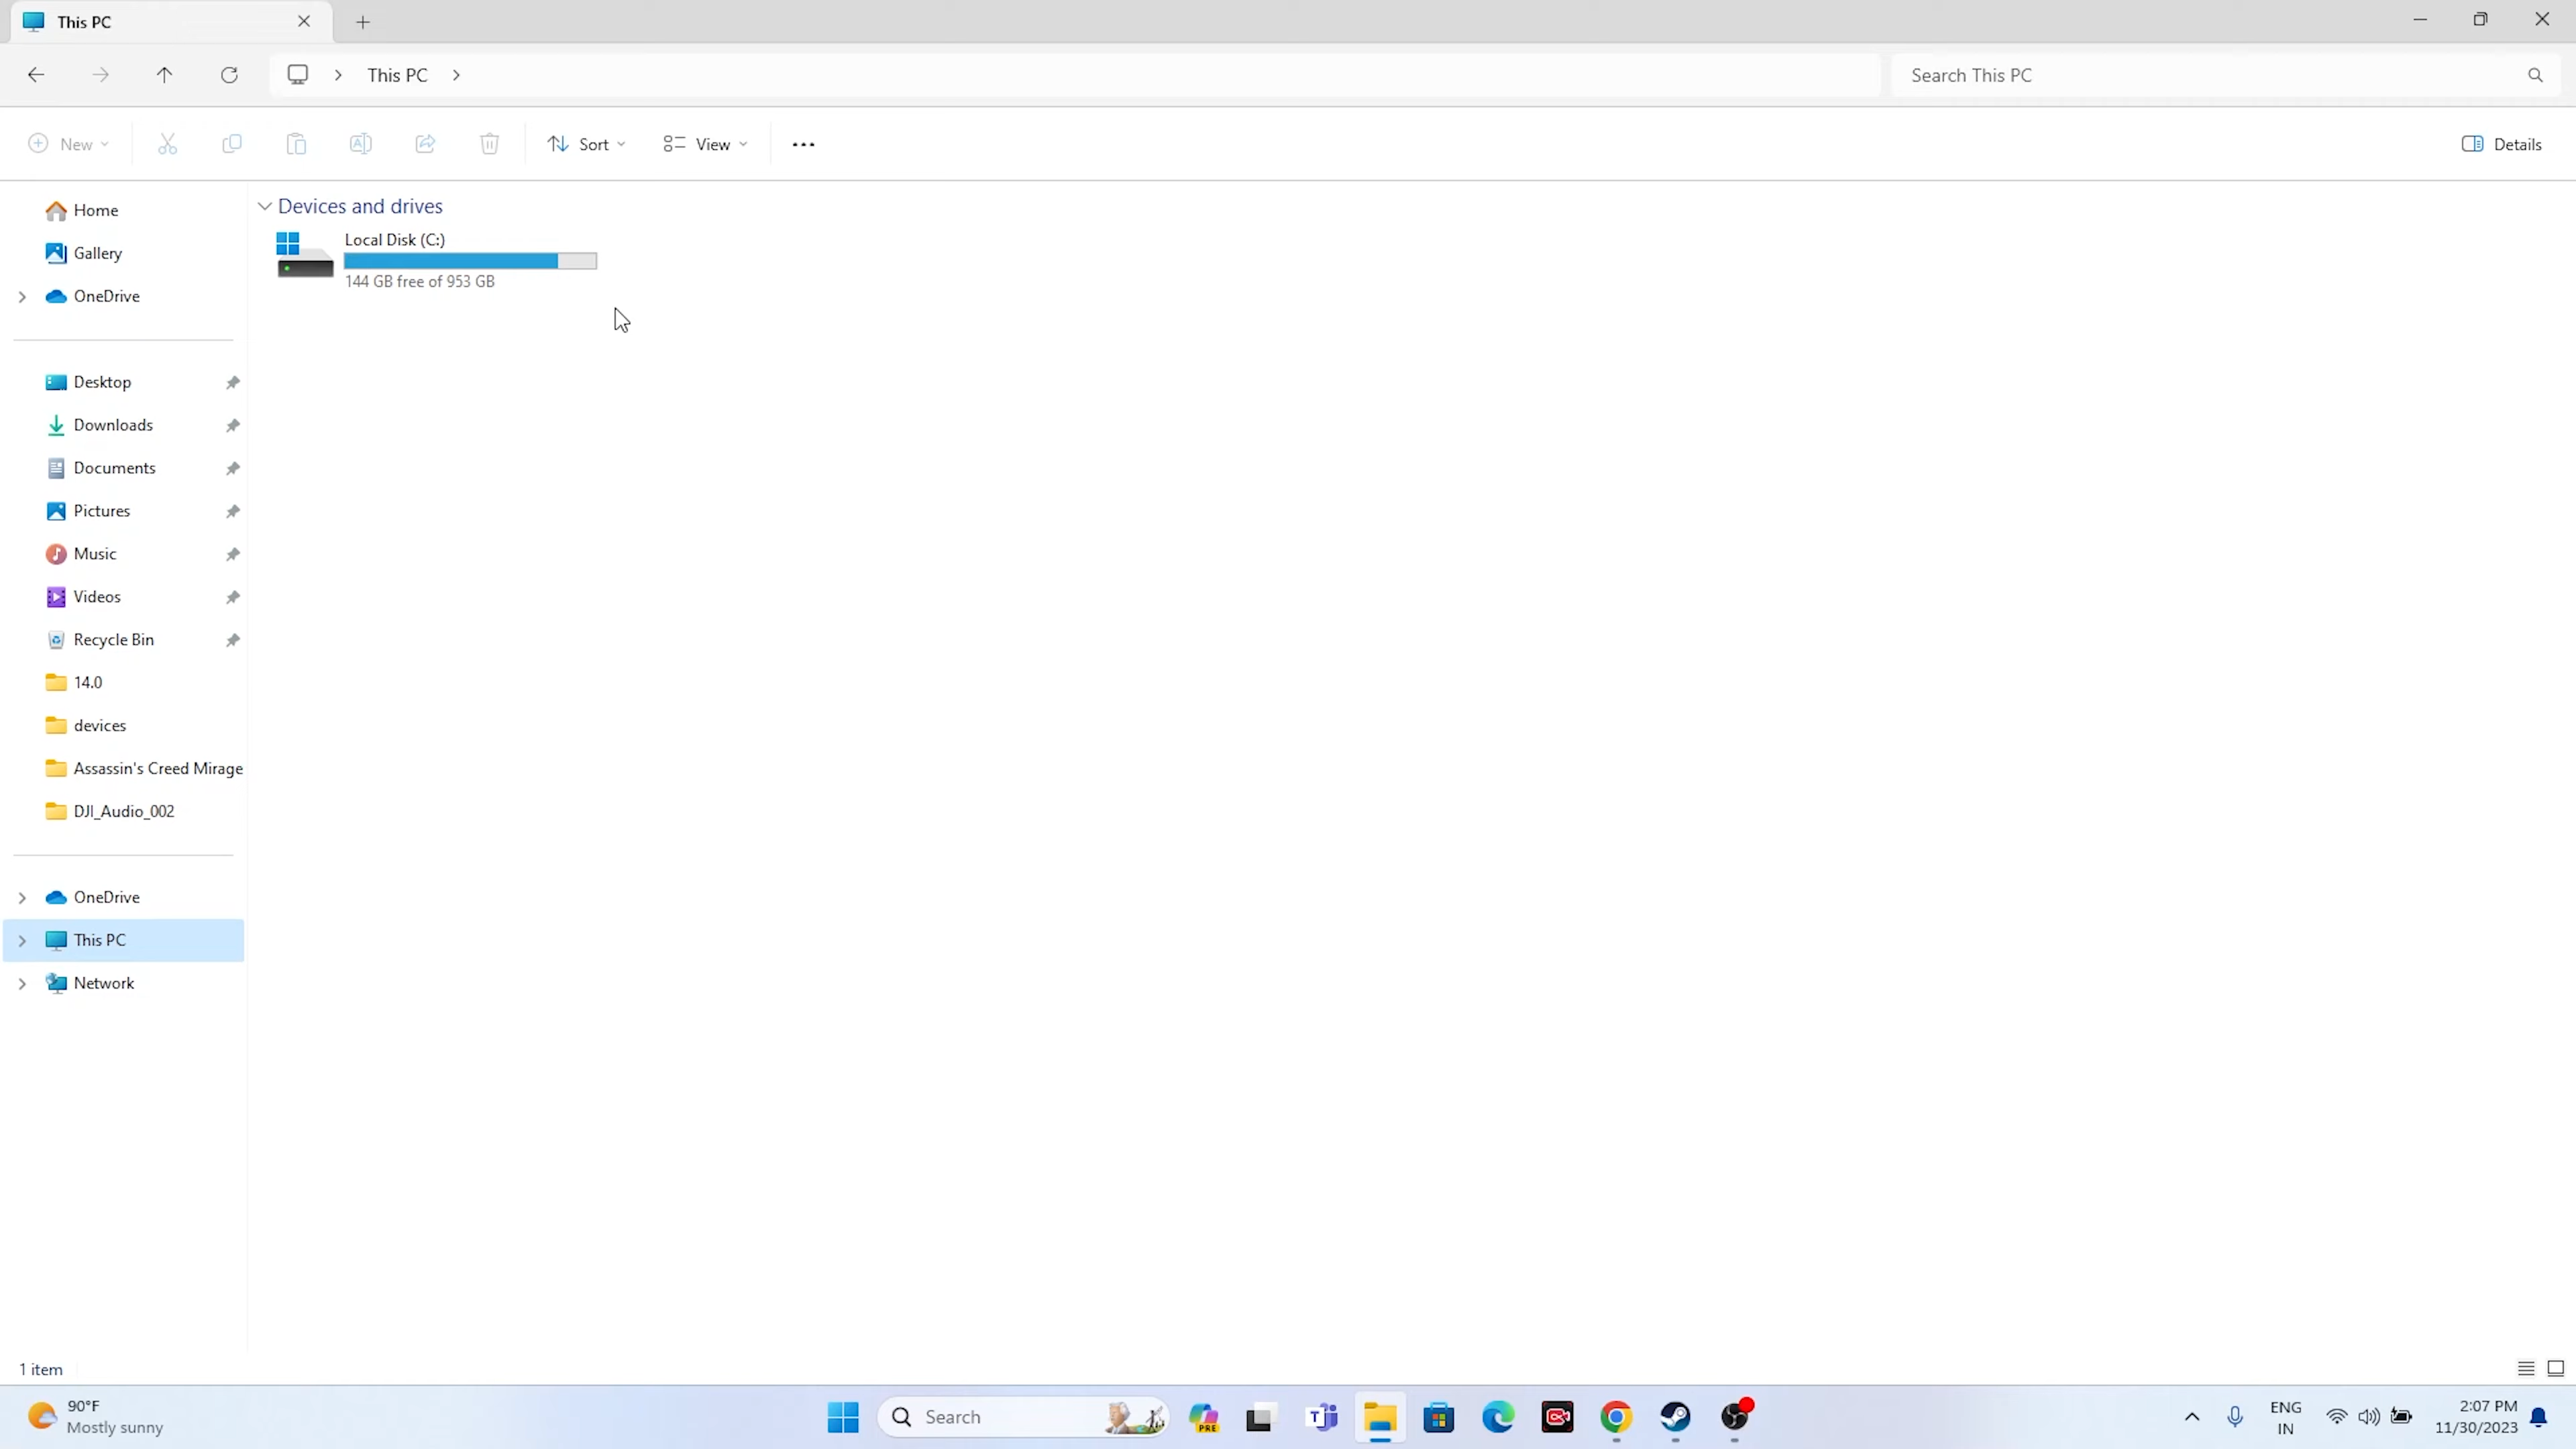 This PC
This PC
Search This PC
New
Sort
View
Details
Home
Gallery
OneDrive
Desktop
Downloads
Documents
Pictures
Music
Videos
Recycle Bin
14.0
devices
Assassin's Creed Mirage
DJI_Audio_002
OneDrive
This PC
Network
Devices and drives
Local Disk (C:)
144 GB free of 953 GB
1 item
90°F
Mostly sunny
Search
PRE
ENG
IN
2:07 PM
11/30/2023